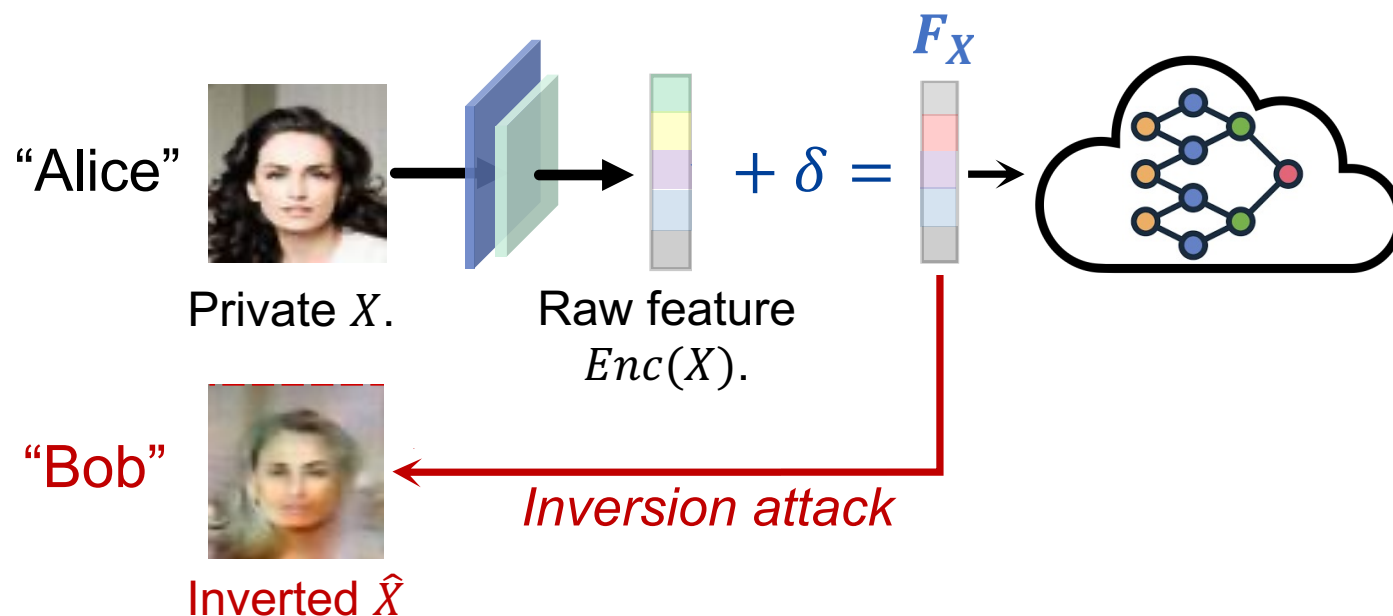 F_X
“Alice”
+ δ =
Private X.
Raw feature
Enc(X).
“Bob”
Inversion attack
Inverted X̂